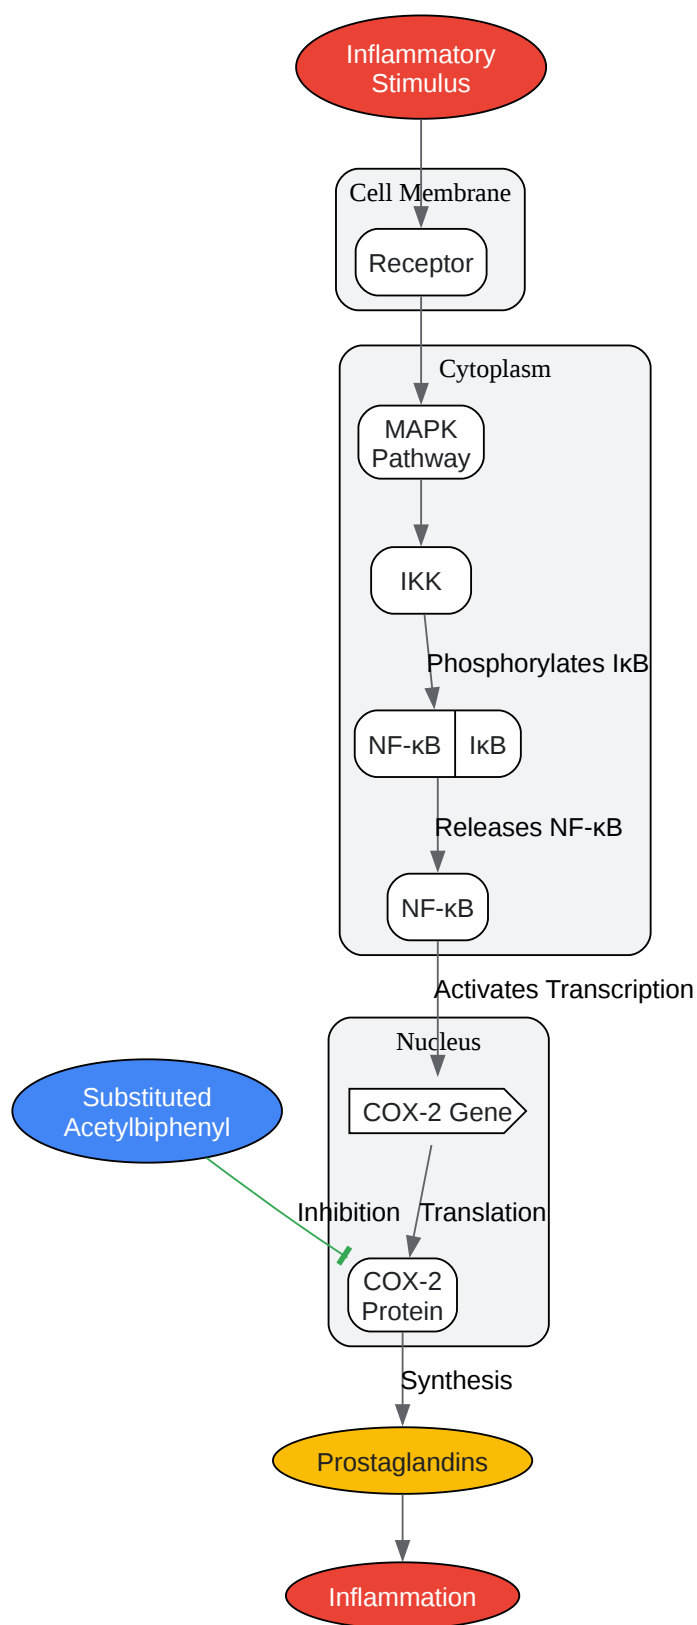 Inflammatory
Stimulus
Cell Membrane
Receptor
Cytoplasm
MAPK
Pathway
IKK
Phosphorylates IκB
NF-κB
IκB
Releases NF-κB
NF-κB
Activates Transcription
Nucleus
Substituted
Acetylbiphenyl
COX-2 Gene
Inhibition
Translation
COX-2
Protein
Synthesis
Prostaglandins
Inflammation